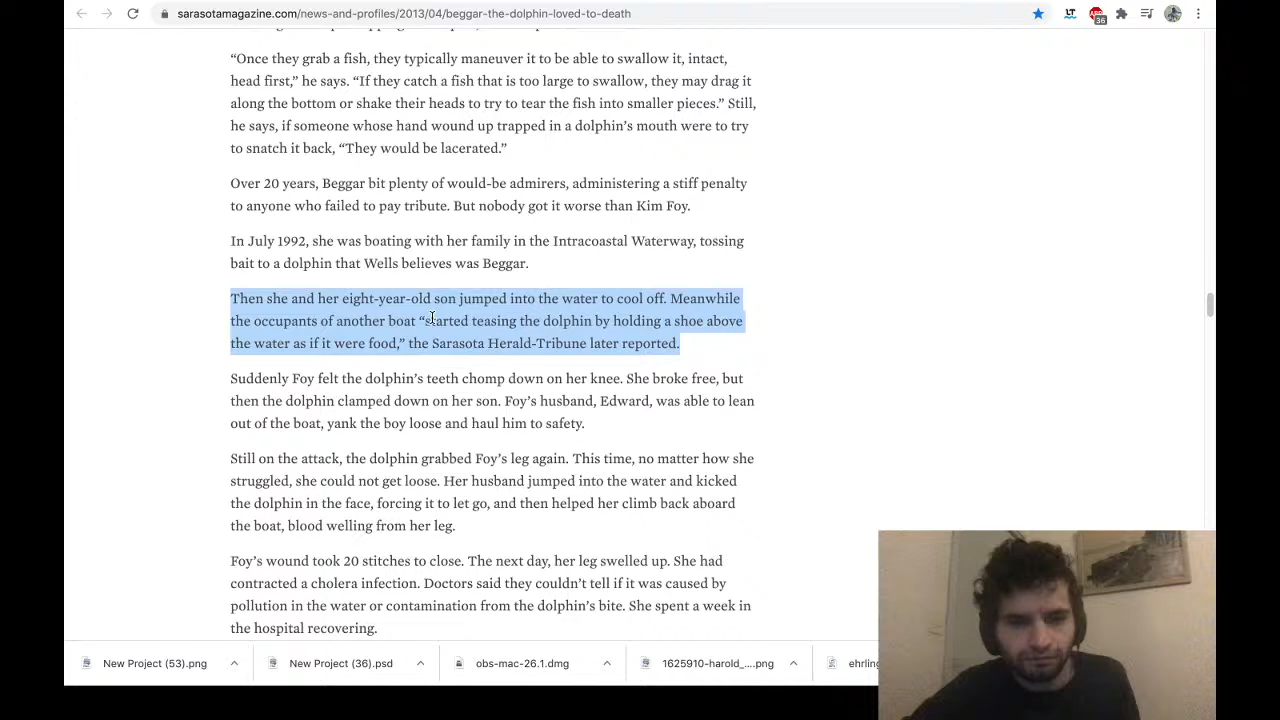 sarasotamagazine.com/news-and-profiles/2013/04/beggar-the-dolphin-loved-to-death
LT
36
“Once they grab a fish, they typically maneuver it to be able to swallow it, intact,
head first,” he says. “If they catch a fish that is too large to swallow, they may drag it
along the bottom or shake their heads to try to tear the fish into smaller pieces.” Still,
he says, if someone whose hand wound up trapped in a dolphin’s mouth were to try
to snatch it back, “They would be lacerated.”
Over 20 years, Beggar bit plenty of would-be admirers, administering a stiff penalty
to anyone who failed to pay tribute. But nobody got it worse than Kim Foy.
In July 1992, she was boating with her family in the Intracoastal Waterway, tossing
bait to a dolphin that Wells believes was Beggar.
Then she and her eight-year-old son jumped into the water to cool off. Meanwhile
the occupants of another boat “started teasing the dolphin by holding a shoe above
the water as if it were food,” the Sarasota Herald-Tribune later reported.
Suddenly Foy felt the dolphin’s teeth chomp down on her knee. She broke free, but
then the dolphin clamped down on her son. Foy’s husband, Edward, was able to lean
out of the boat, yank the boy loose and haul him to safety.
Still on the attack, the dolphin grabbed Foy’s leg again. This time, no matter how she
struggled, she could not get loose. Her husband jumped into the water and kicked
the dolphin in the face, forcing it to let go, and then helped her climb back aboard
the boat, blood welling from her leg.
Foy’s wound took 20 stitches to close. The next day, her leg swelled up. She had
contracted a cholera infection. Doctors said they couldn’t tell if it was caused by
pollution in the water or contamination from the dolphin’s bite. She spent a week in
the hospital recovering.
New Project (53).png
New Project (36).psd
obs-mac-26.1.dmg
1625910-harold_....png
ehrling